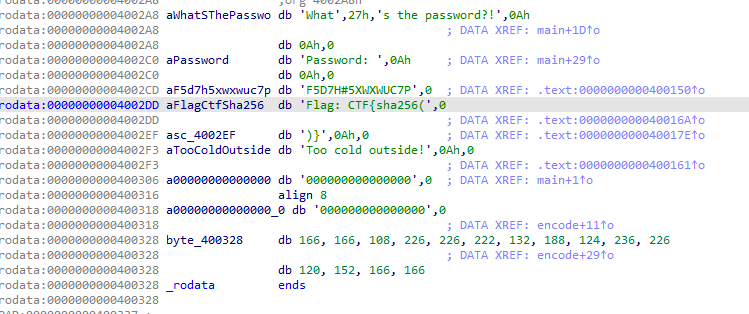 ;org 4002A8h
rodata:00000000004002A8 aWhatSThePasswo db 'What',27h,'s the password?!',0Ah
rodata:00000000004002A8 ; DATA XREF: main+1D↑o
rodata:00000000004002A8 db 0Ah,0
rodata:00000000004002C0 aPassword db 'Password: ',0Ah ; DATA XREF: main+29↑o
rodata:00000000004002C0 db 0Ah,0
rodata:00000000004002CD aF5d7h5xwxwuc7p db 'F5D7H#5XWXWUC7P',0 ; DATA XREF: .text:0000000000400150↑o
rodata:00000000004002DD aFlagCtfSha256 db 'Flag: CTF{sha256(',0
rodata:00000000004002DD ; DATA XREF: .text:000000000040016A↑o
rodata:00000000004002EF asc_4002EF db ')}',0Ah,0 ; DATA XREF: .text:000000000040017E↑o
rodata:00000000004002F3 aTooColdOutside db 'Too cold outside!',0Ah,0
rodata:00000000004002F3 ; DATA XREF: .text:0000000000400161↑o
rodata:0000000000400306 a00000000000000 db '00000000000000',0 ; DATA XREF: main+1↑o
rodata:0000000000400316 align 8
rodata:0000000000400318 a00000000000000_0 db '00000000000000',0
rodata:0000000000400318 ; DATA XREF: encode+11↑o
rodata:0000000000400328 byte_400328 db 166, 166, 108, 226, 226, 222, 132, 188, 124, 236, 226
rodata:0000000000400328 ; DATA XREF: encode+29↑o
rodata:0000000000400328 db 120, 152, 166, 166
rodata:0000000000400328 _rodata ends
rodata:0000000000400328